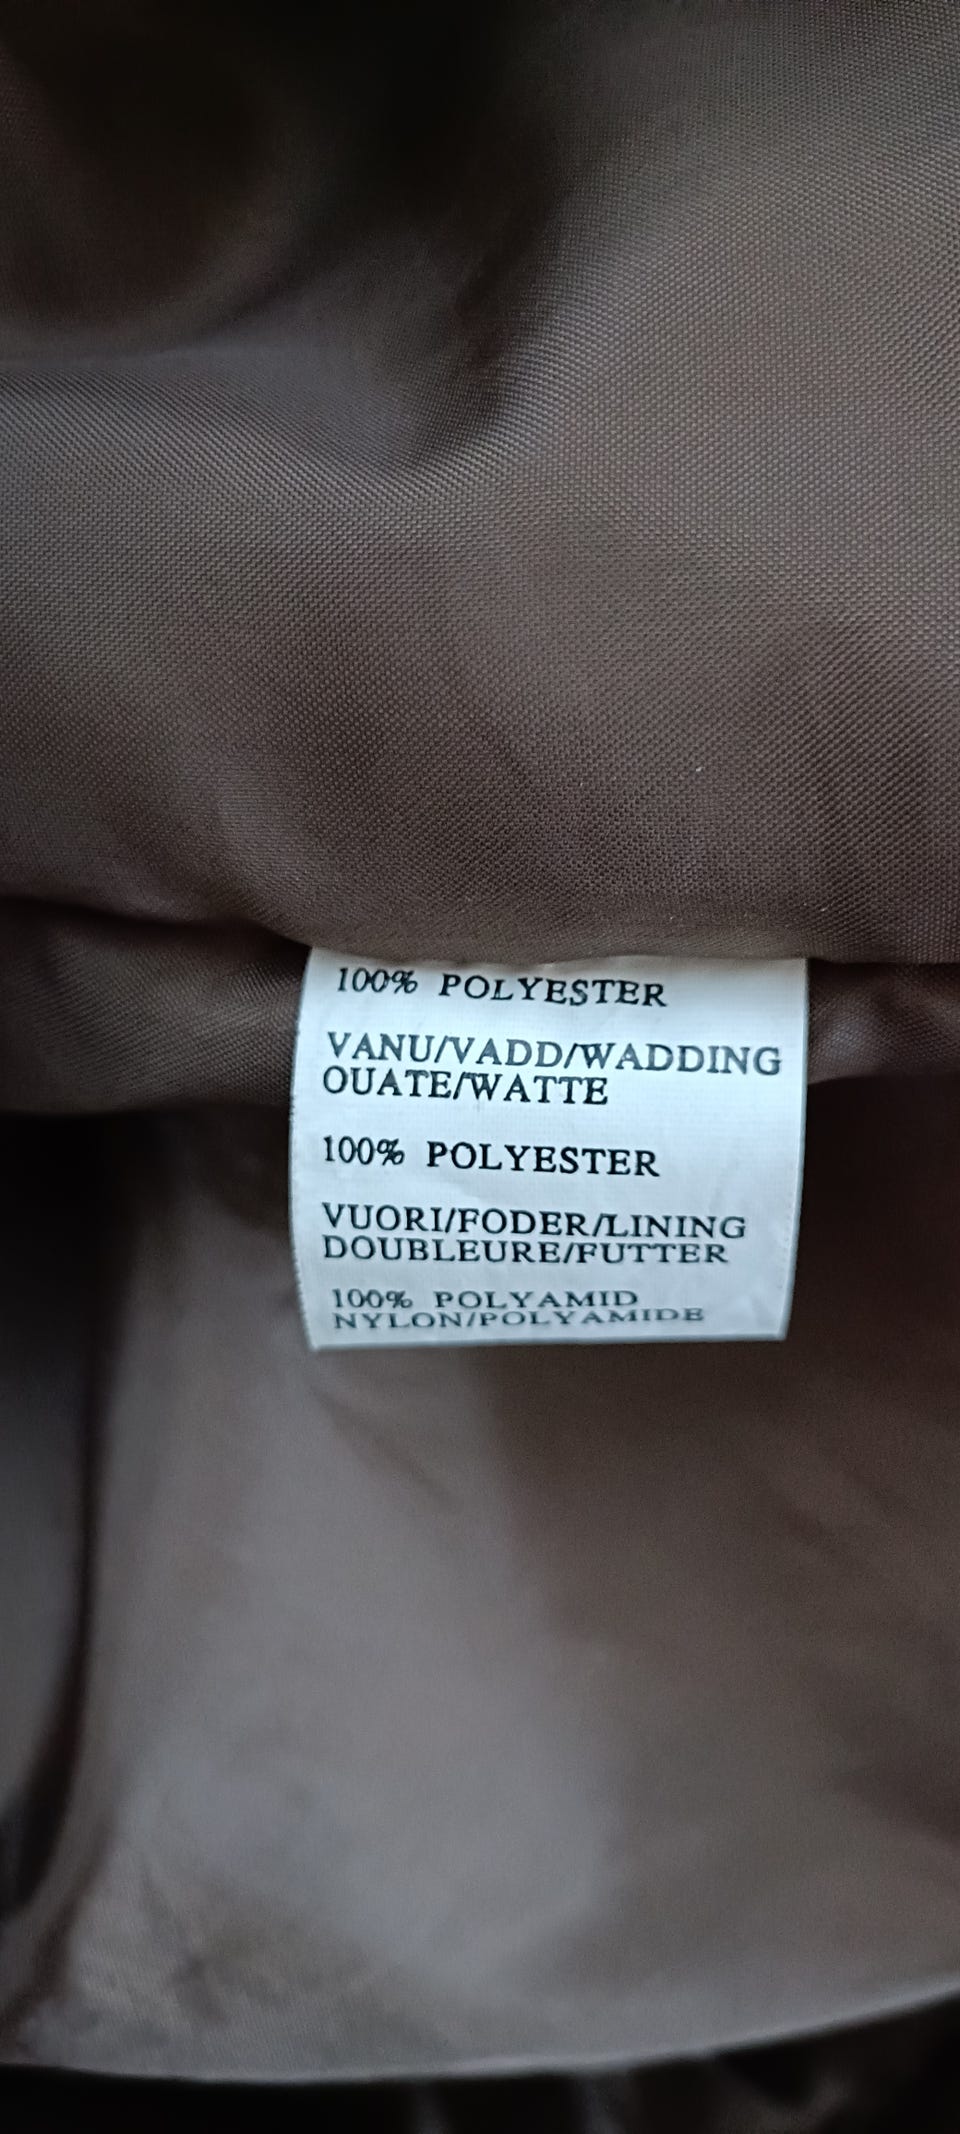 100% POLYESTER
VANU/VADD/WADDING
OUATE/WATTE
100% POLYESTER
VUORI/FODER/LINING
DOUBLEURE/FUTTER
100% POLYAMID
NYLON/POLYAMIDE